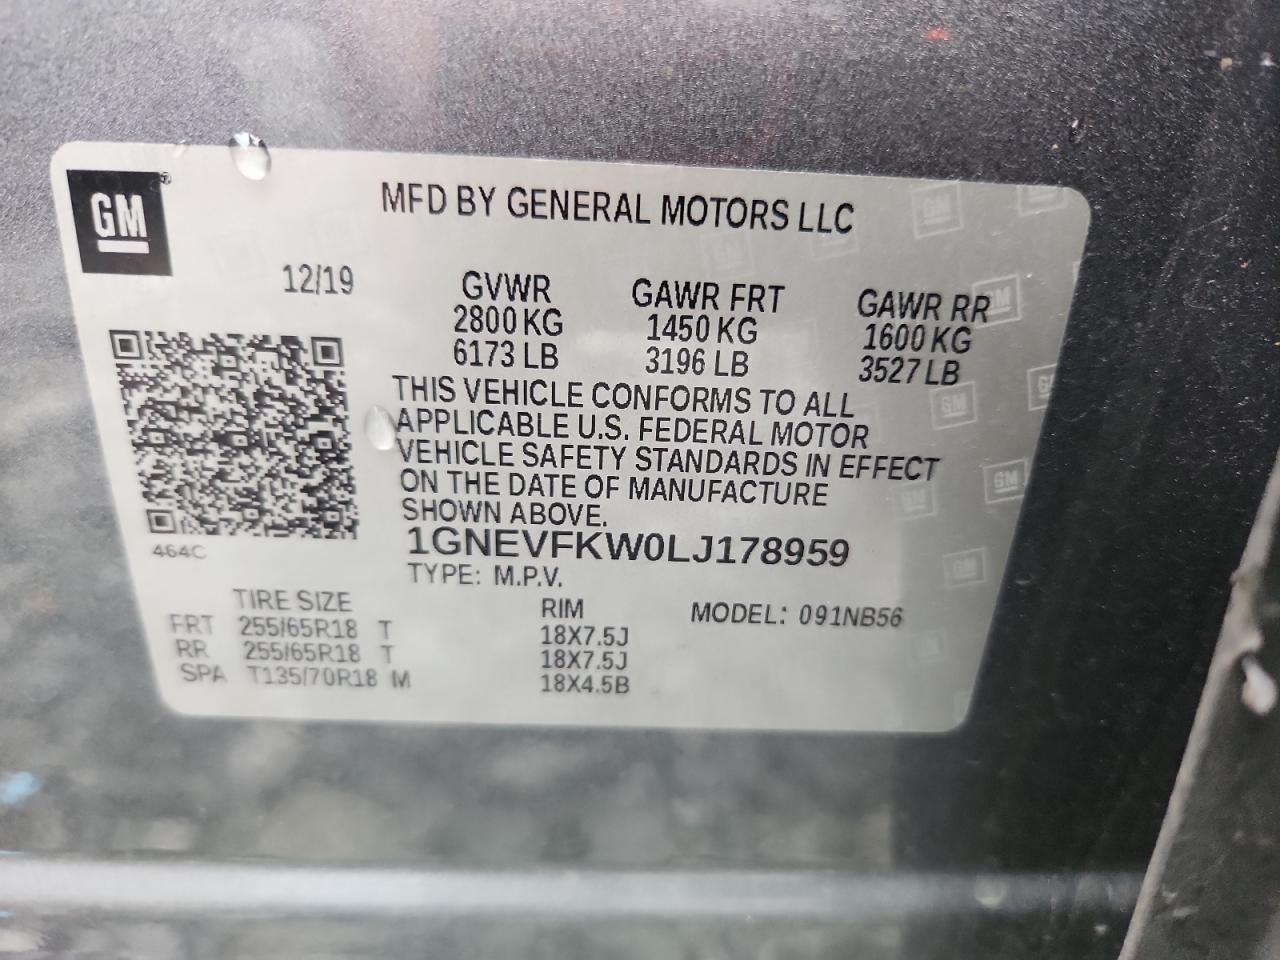 GM
MFD BY GENERAL MOTORS LLC
12/19
GVWR GAWR FRT GAWR RR
2800 KG 1450 KG 1600 KG
6173 LB 3196 LB 3527 LB
THIS VEHICLE CONFORMS TO ALL
APPLICABLE U.S. FEDERAL MOTOR
VEHICLE SAFETY STANDARDS IN EFFECT
ON THE DATE OF MANUFACTURE
SHOWN ABOVE.
464C
1GNEVFKW0LJ178959
TYPE: M.P.V.
TIRE SIZE RIM MODEL: 091NB56
FRT 255/65R18 T 18X7.5J
RR 255/65R18 T 18X7.5J
SPA T135/70R18 M 18X4.5B